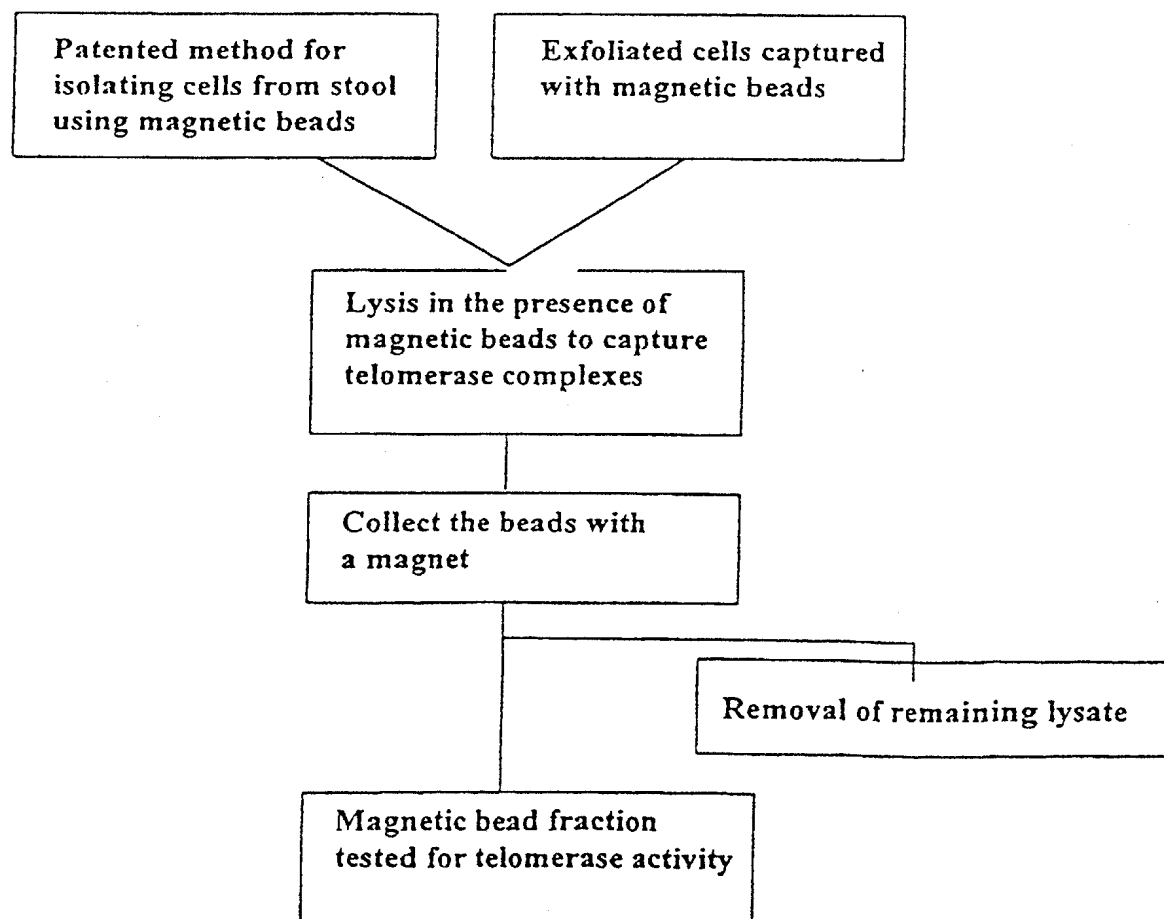 Patented method for
isolating cells from stool
using magnetic beads
Exfoliated cells captured
with magnetic beads
Lysis in the presence of
magnetic beads to capture
telomerase complexes
Collect the beads with
a magnet
Removal of remaining lysate
Magnetic bead fraction
tested for telomerase activity